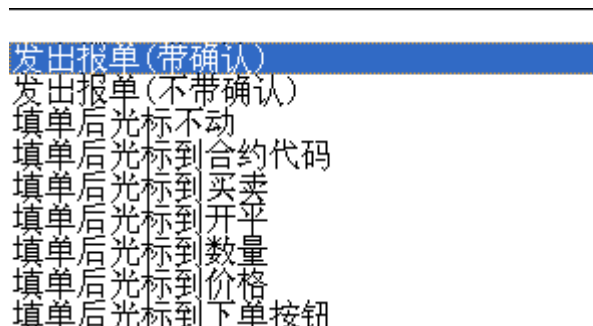 发出报单(带确认)
发出报单(不带确认)
填单后光标不动
填单后光标到合约代码
填单后光标到买卖
填单后光标到开平
填单后光标到数量
填单后光标到价格
填单后光标到下单按钮